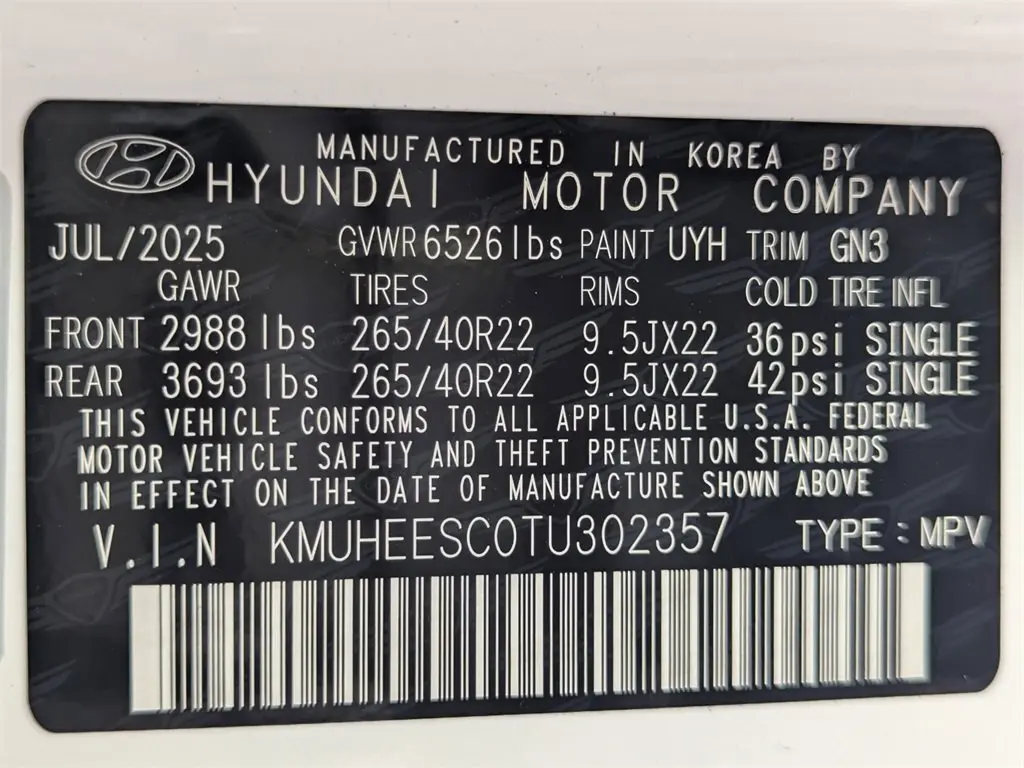 MANUFACTURED IN KOREA BY
HYUNDAI MOTOR COMPANY
JUL/2025 GVWR 6526 lbs PAINT UYH TRIM GN3
GAWR TIRES RIMS COLD TIRE INFL
FRONT 2988 lbs 265/40R22 9.5JX22 36psi SINGLE
REAR 3693 lbs 265/40R22 9.5JX22 42psi SINGLE
THIS VEHICLE CONFORMS TO ALL APPLICABLE U.S.A. FEDERAL
MOTOR VEHICLE SAFETY AND THEFT PREVENTION STANDARDS
IN EFFECT ON THE DATE OF MANUFACTURE SHOWN ABOVE
V.I.N KMUHEESC0TU302357 TYPE : MPV